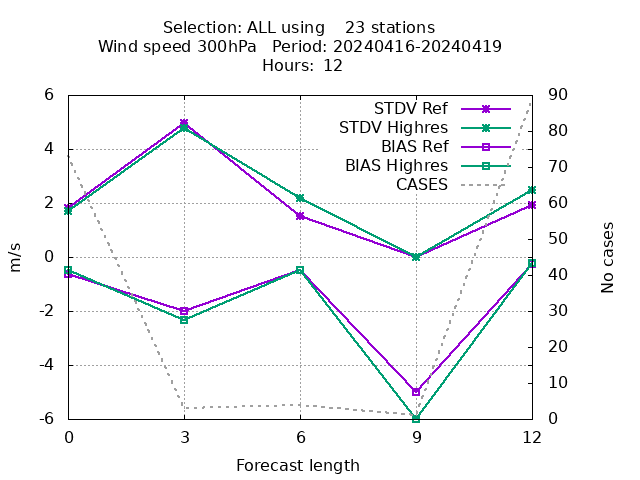 Selection: ALL using    23 stations
Wind speed 300hPa   Period: 20240416-20240419
Hours: 12
STDV Ref
STDV Highres
BIAS Ref
BIAS Highres
CASES
6
4
2
0
-2
-4
-6
m/s
90
80
70
60
50
40
30
20
10
0
No cases
0 3 6 9 12
Forecast length